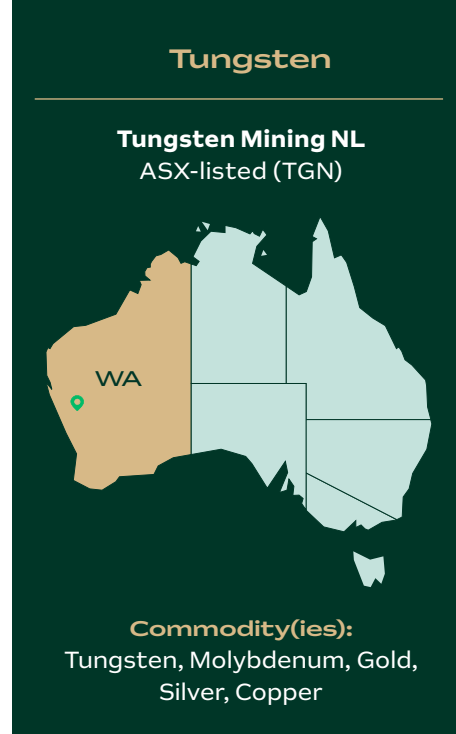 Tungsten
Tungsten Mining NL
ASX-listed (TGN)
WA
Commodity(ies):
Tungsten, Molybdenum, Gold,
Silver, Copper